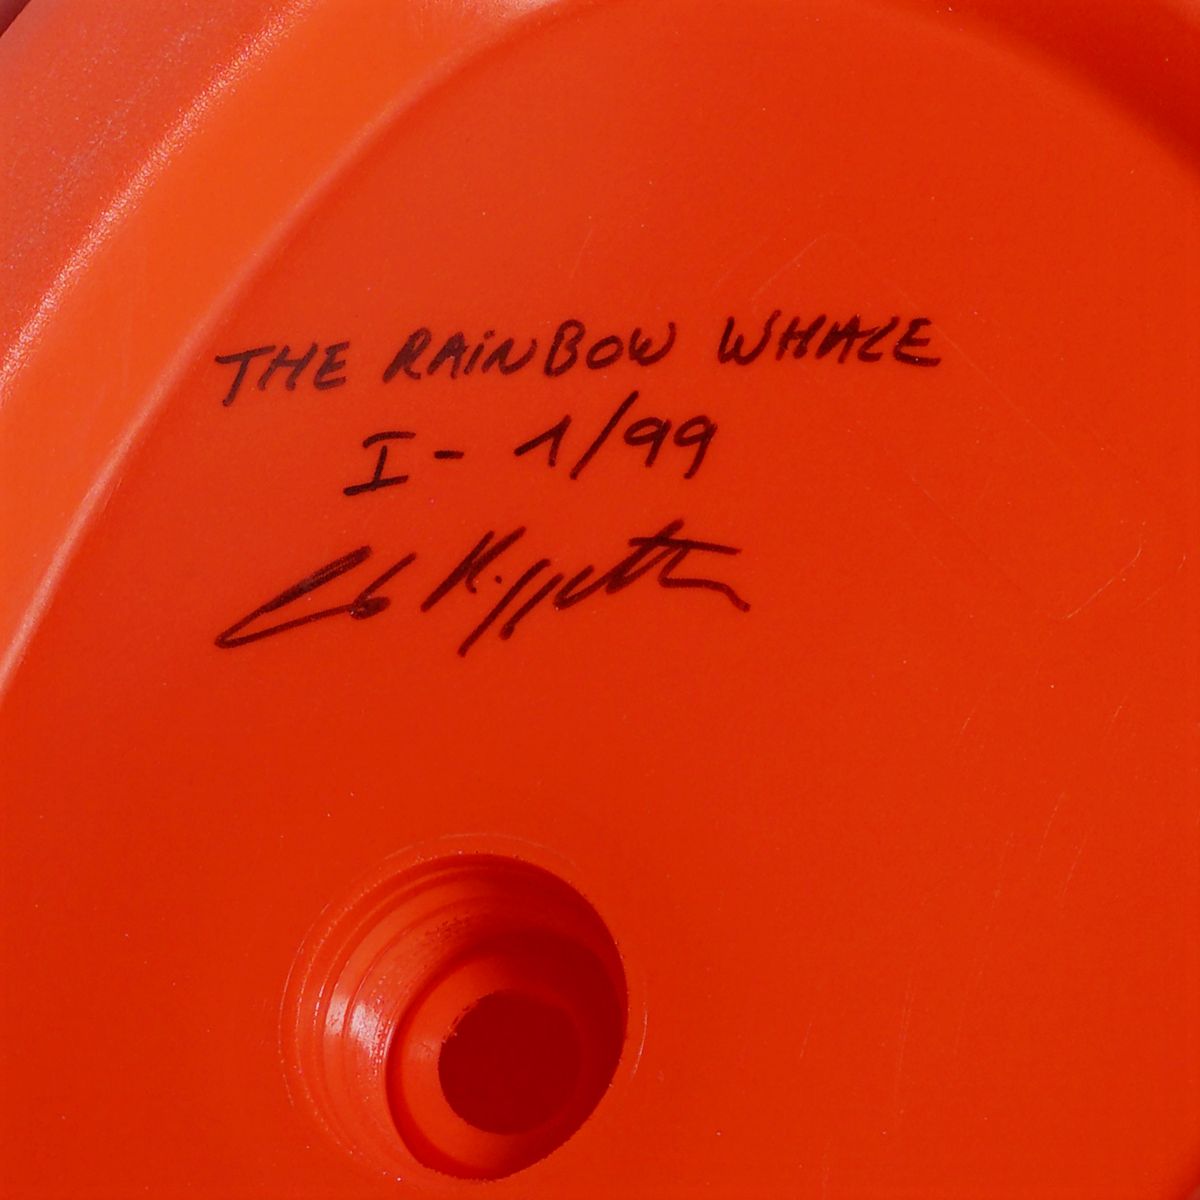 THE RAiNBOW WHALE
I - 1/99